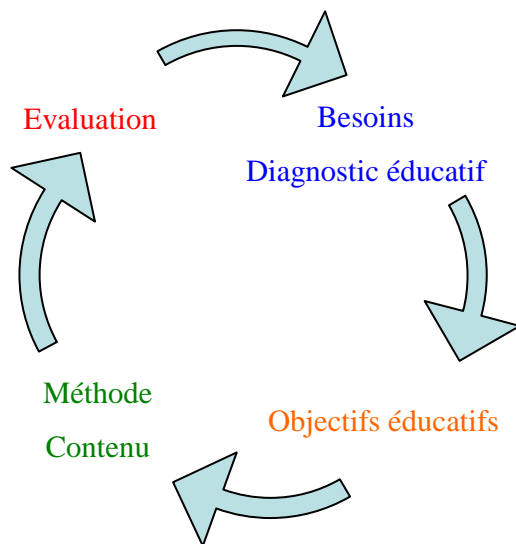 Evaluation
Besoins
Diagnostic éducatif
Objectifs éducatifs
Méthode
Contenu